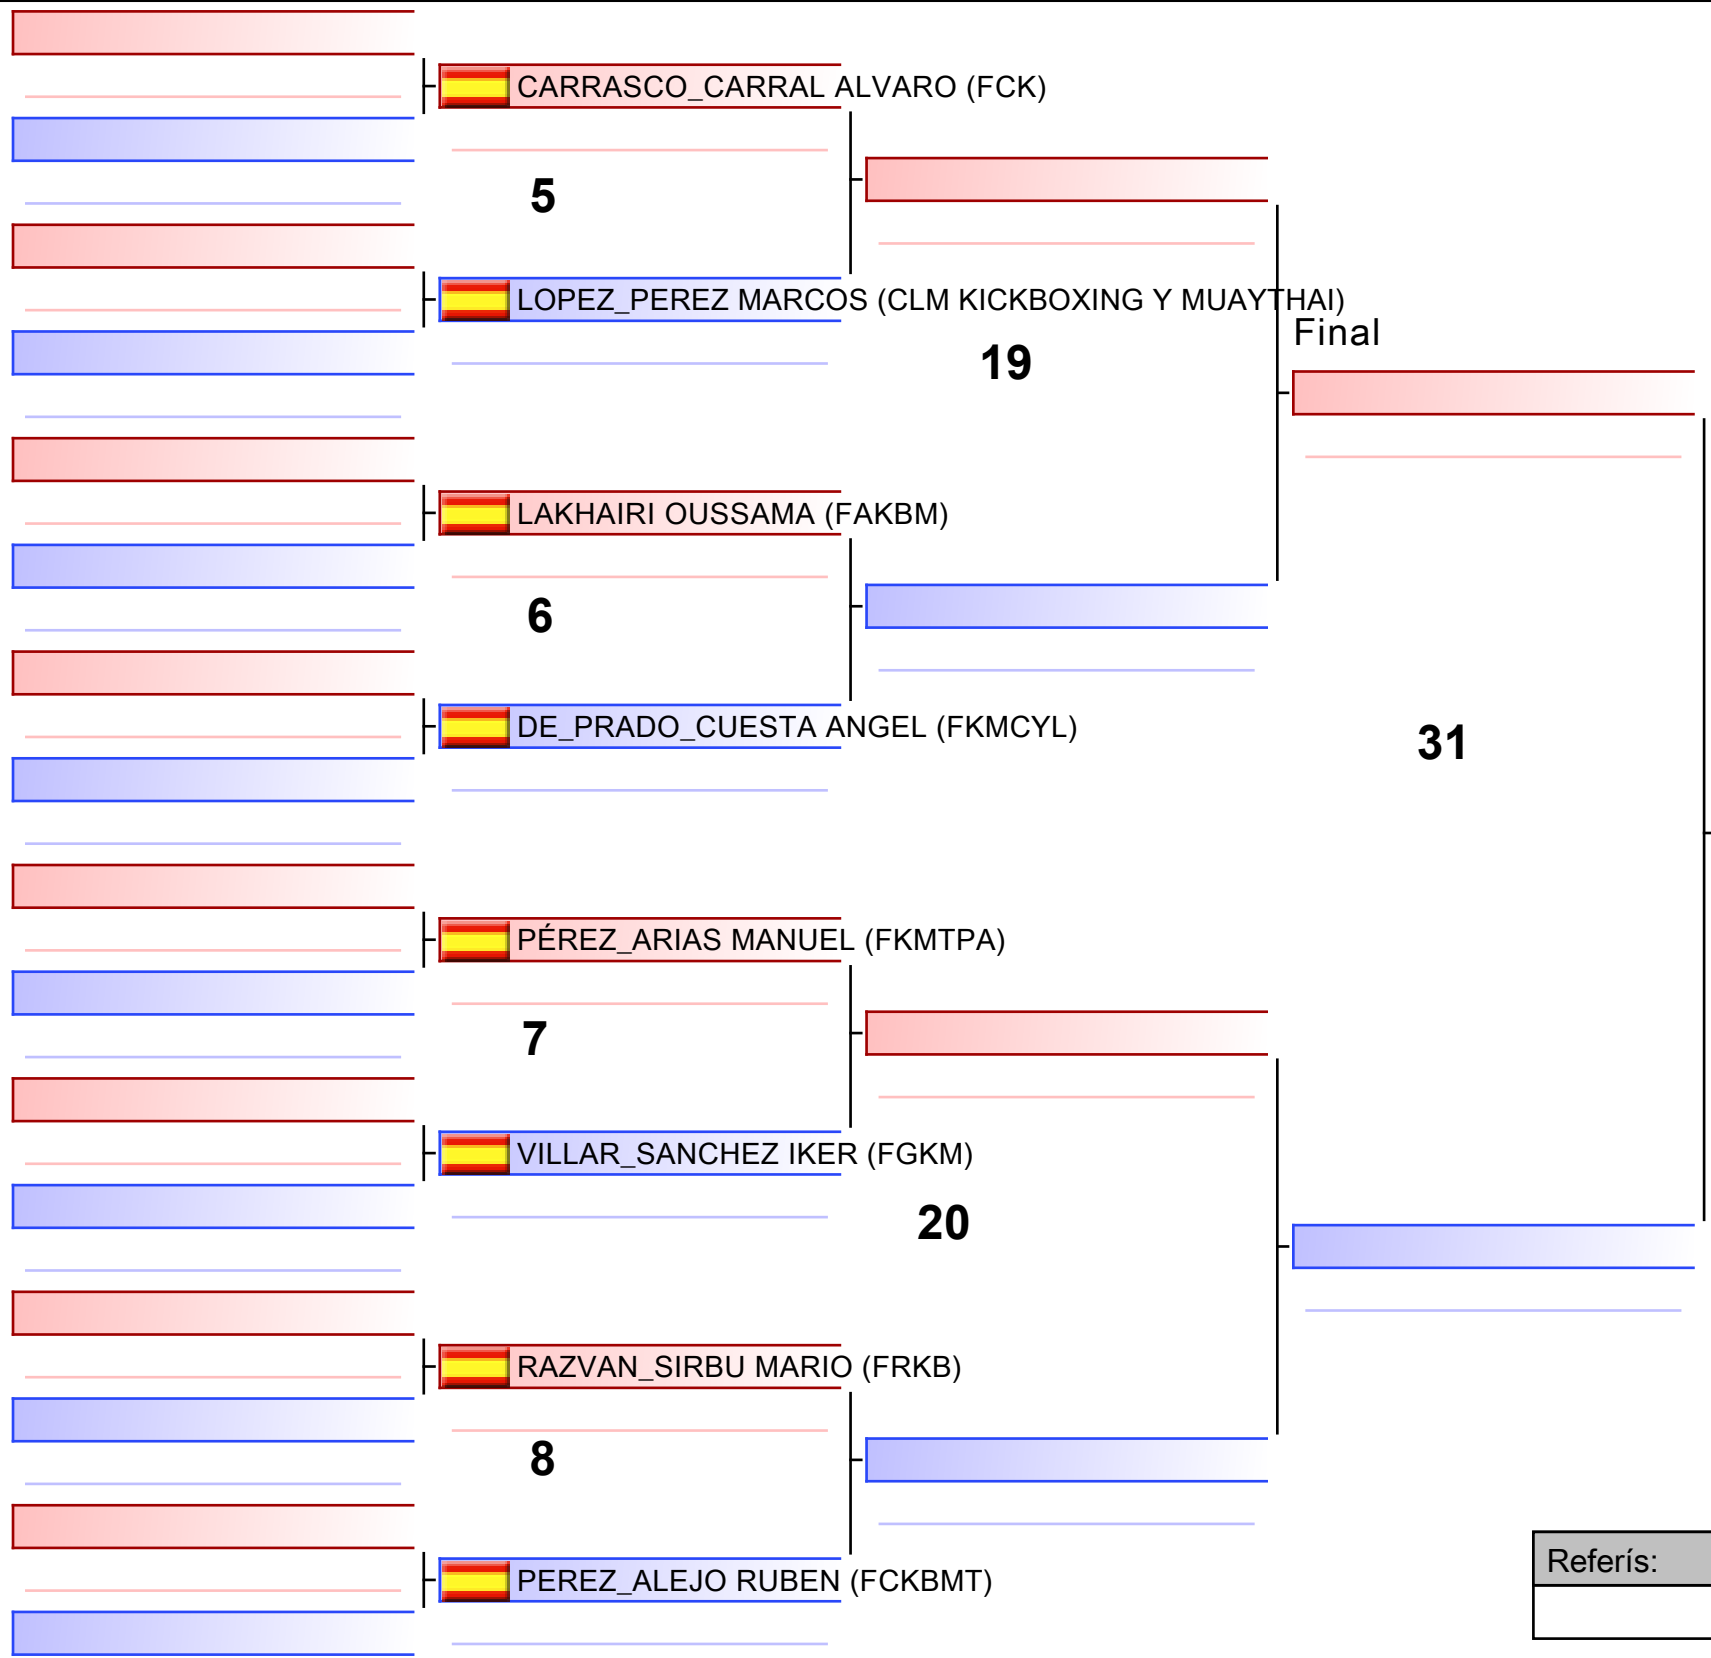 CARRASCO_CARRAL ALVARO (FCK)
5
LOPEZ_PEREZ MARCOS (CLM KICKBOXING Y MUAYTHAI)
Final
19
LAKHAIRI OUSSAMA (FAKBM)
6
DE_PRADO_CUESTA ANGEL (FKMCYL)
31
PÉREZ_ARIAS MANUEL (FKMTPA)
7
VILLAR_SANCHEZ IKER (FGKM)
20
RAZVAN_SIRBU MARIO (FRKB)
8
Referís:
PEREZ_ALEJO RUBEN (FCKBMT)